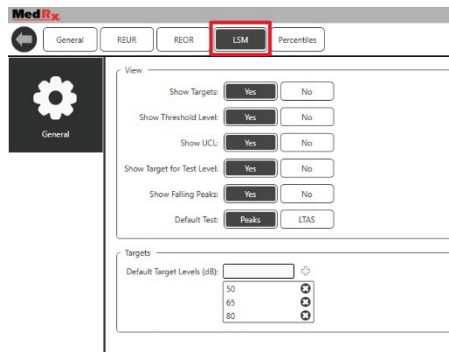 MedRx
General REUR REOR LSM Percentiles
General
View
Show Targets: Yes No
Show Threshold Level: Yes No
Show UCL: Yes No
Show Target for Test Level: Yes No
Show Falling Peaks: Yes No
Default Test: Peaks LTAS
Targets
Default Target Levels (dB):
50
65
80